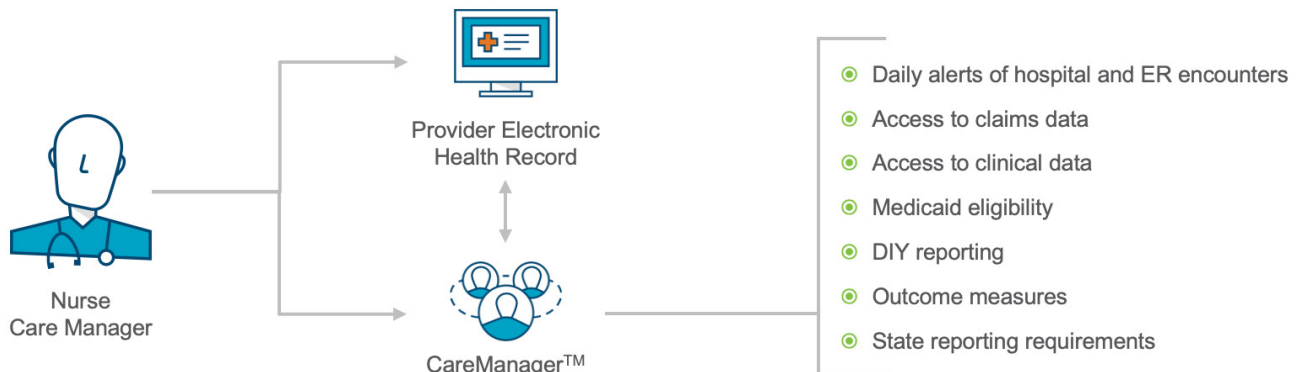 Provider Electronic
Health Record
Nurse
Care Manager
CareManager™
Daily alerts of hospital and ER encounters
Access to claims data
Access to clinical data
Medicaid eligibility
DIY reporting
Outcome measures
State reporting requirements